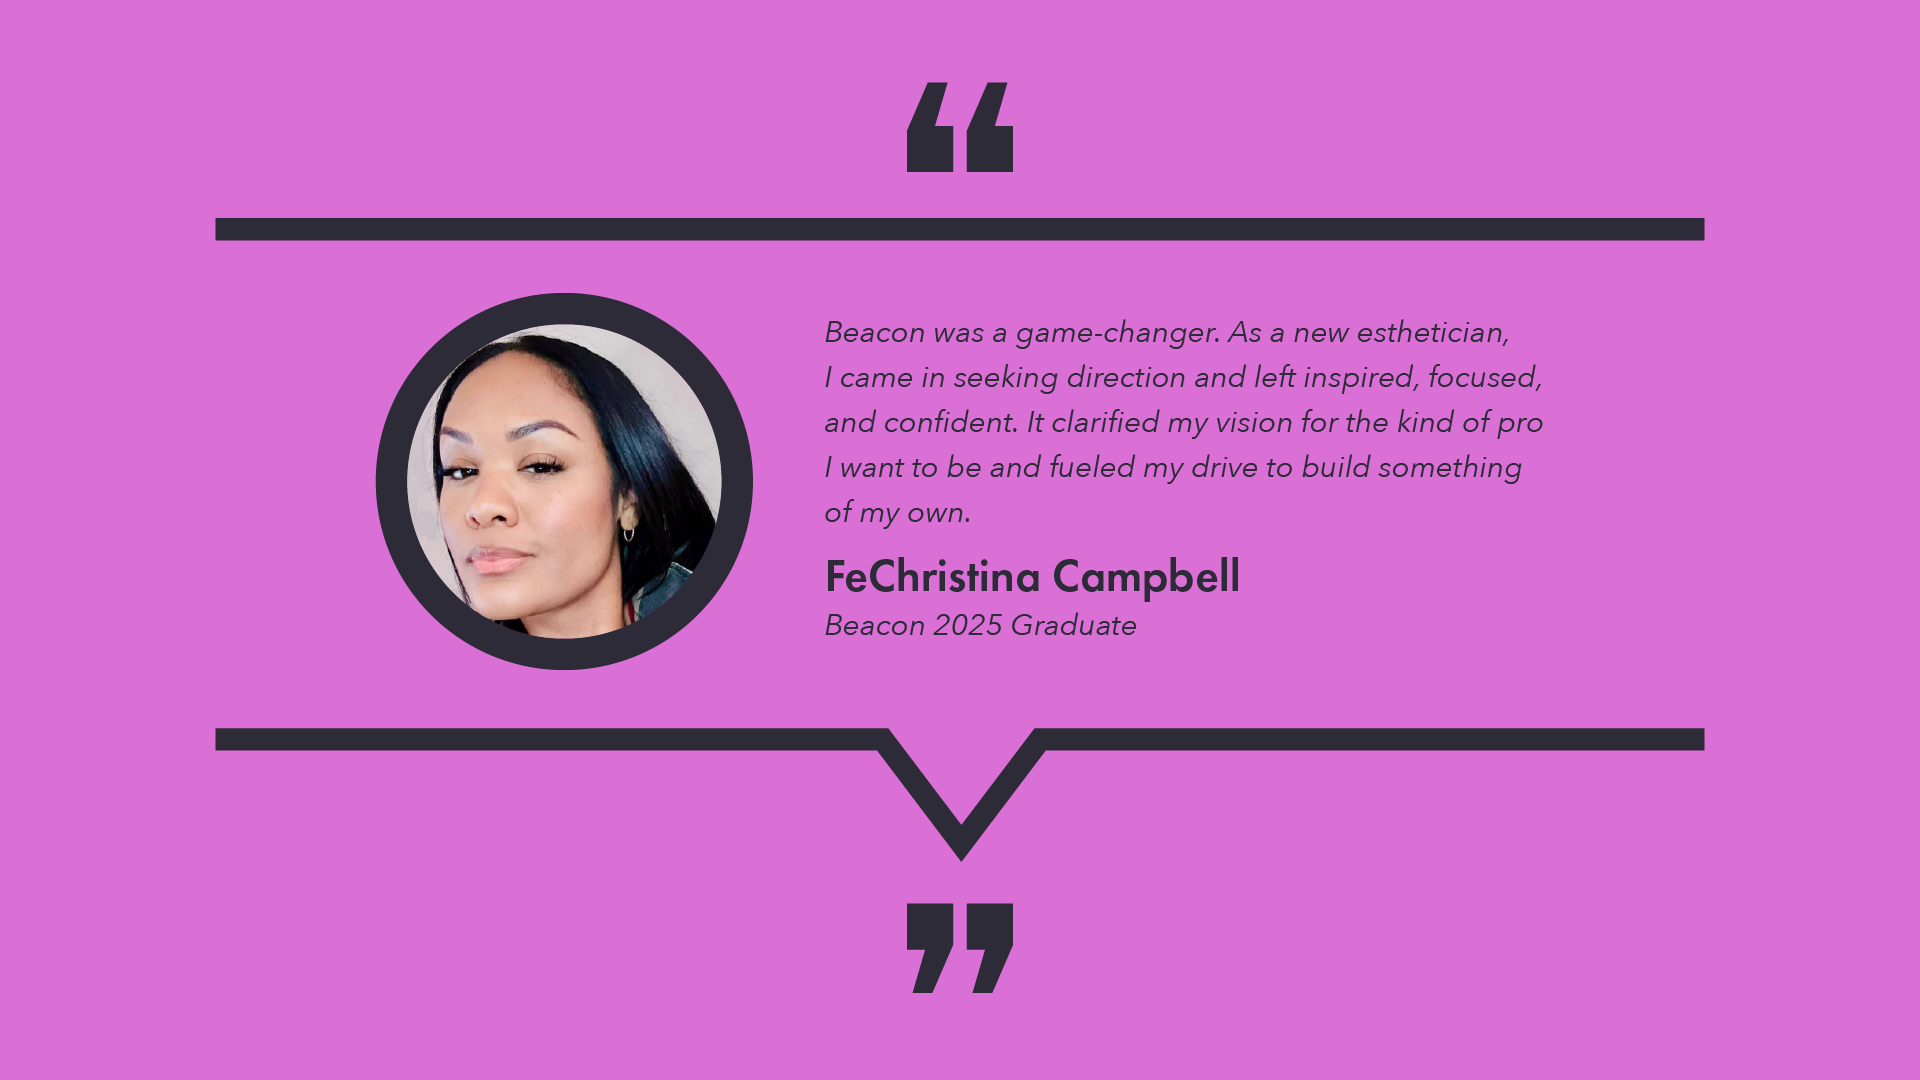 “
Beacon was a game-changer. As a new esthetician,
I came in seeking direction and left inspired, focused,
and confident. It clarified my vision for the kind of pro
I want to be and fueled my drive to build something
of my own.
FeChristina Campbell
Beacon 2025 Graduate
”